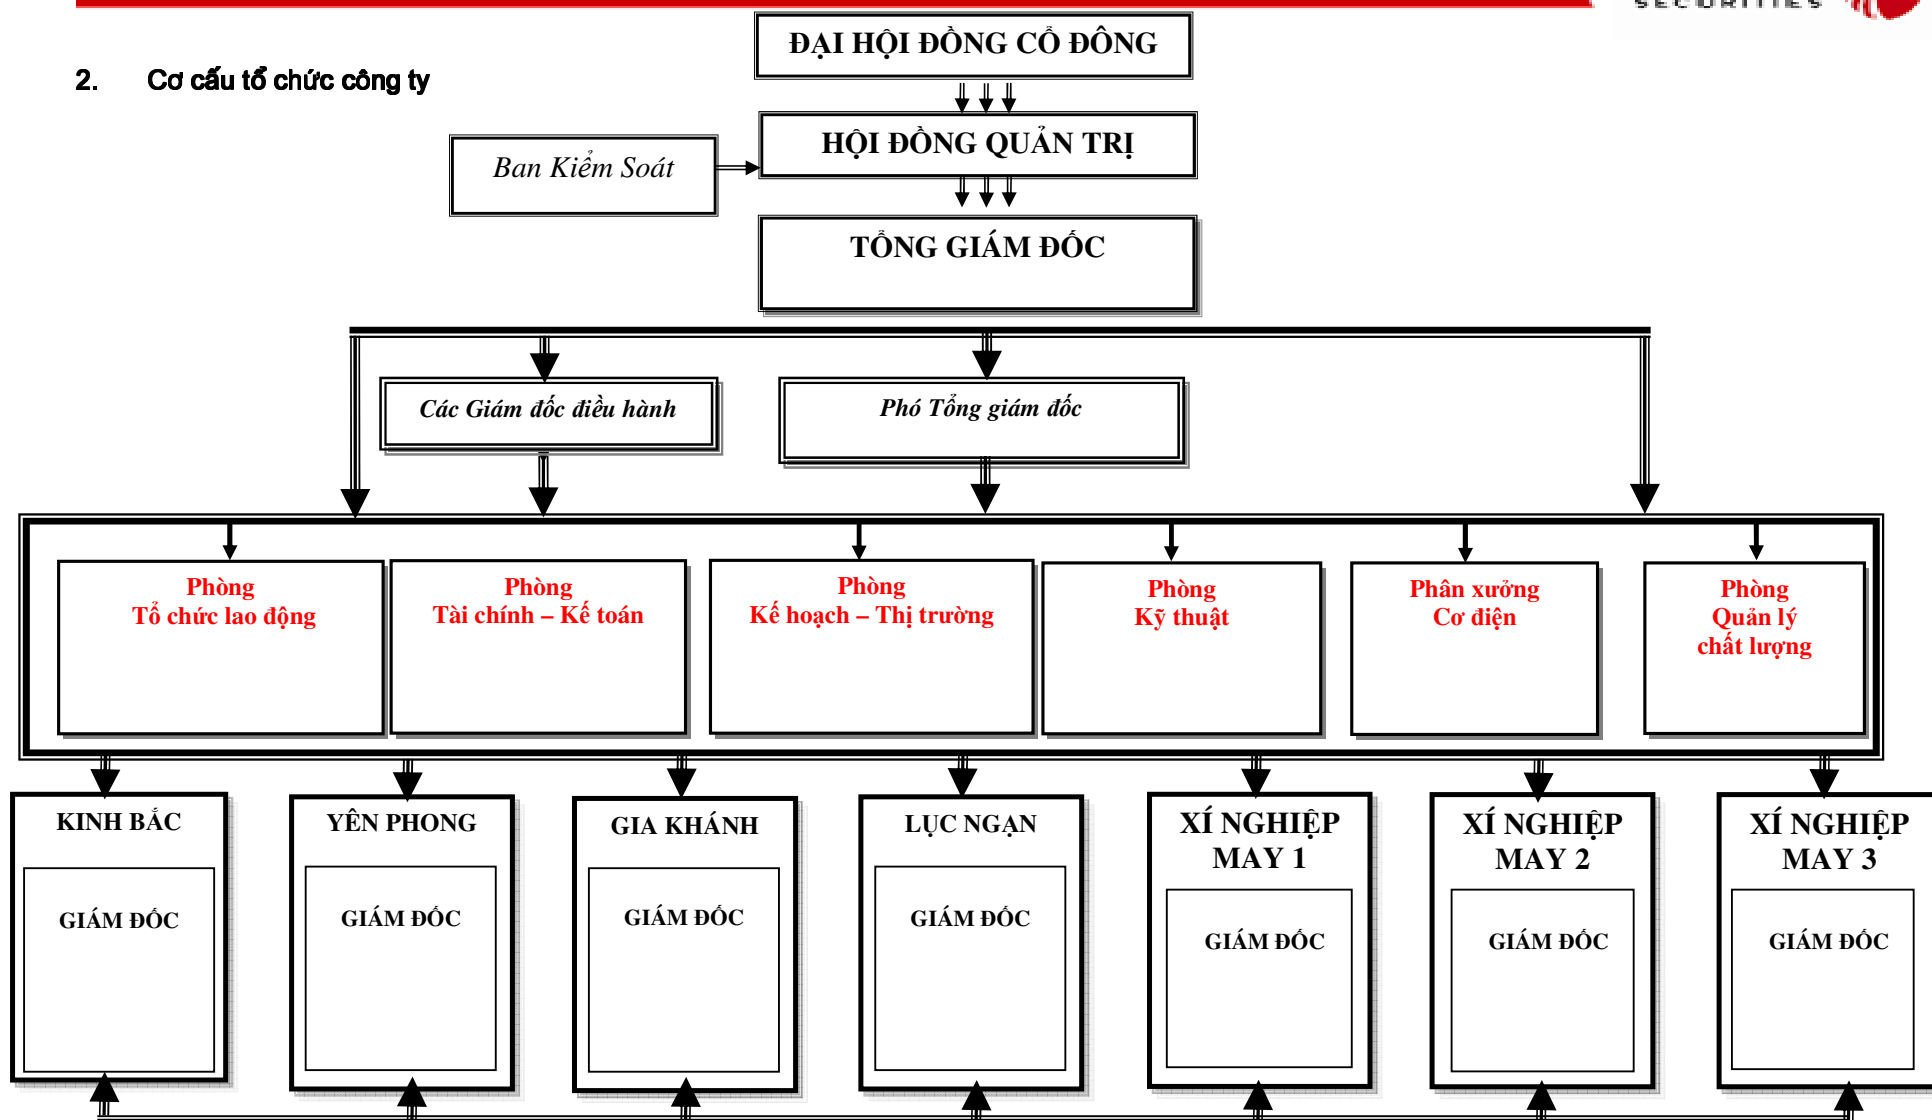 SECURITIES
ĐẠI HỘI ĐỒNG CỔ ĐÔNG
2. Cơ cấu tổ chức công ty
HỘI ĐỒNG QUẢN TRỊ
Ban Kiểm Soát
TỔNG GIÁM ĐỐC
Các Giám đốc điều hành
Phó Tổng giám đốc
Phòng
Tổ chức lao động
Phòng
Tài chính – Kế toán
Phòng
Kế hoạch – Thị trường
Phòng
Kỹ thuật
Phân xưởng
Cơ điện
Phòng
Quản lý
chất lượng
KINH BẮC
GIÁM ĐỐC
YÊN PHONG
GIÁM ĐỐC
GIA KHÁNH
GIÁM ĐỐC
LỤC NGẠN
GIÁM ĐỐC
XÍ NGHIỆP
MAY 1
GIÁM ĐỐC
XÍ NGHIỆP
MAY 2
GIÁM ĐỐC
XÍ NGHIỆP
MAY 3
GIÁM ĐỐC